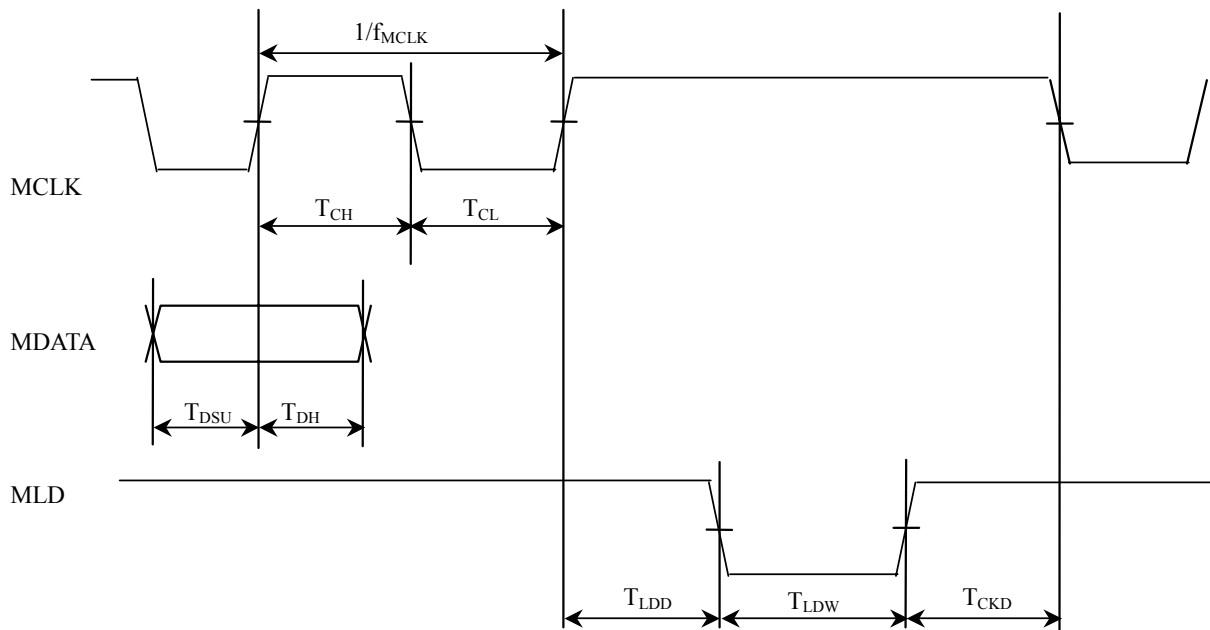 1/fMCLK
MCLK
TCH
TCL
MDATA
TDSU
TDH
MLD
TLDD
TLDW
TCKD